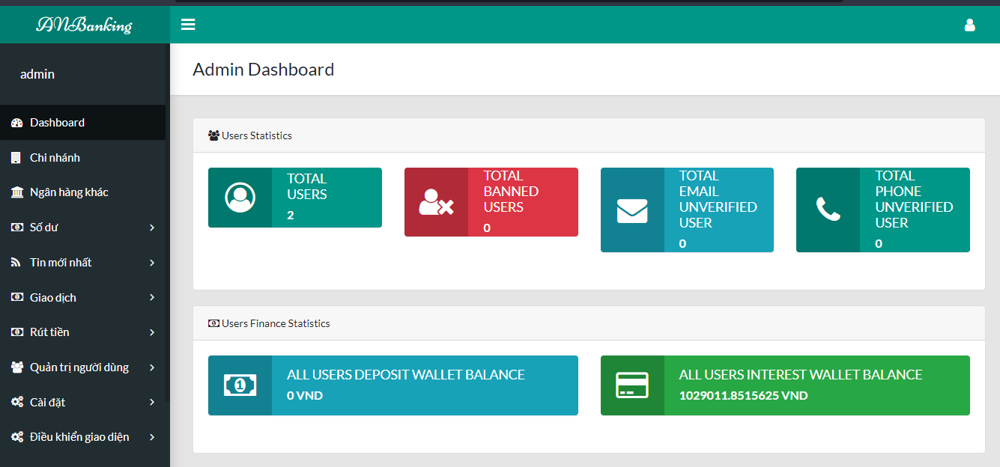 ANBanking
admin
Dashboard
Chi nhánh
Ngân hàng khác
Số dư
Tin mới nhất
Giao dịch
Rút tiền
Quản trị người dùng
Cài đặt
Điều khiển giao diện
Admin Dashboard
Users Statistics
TOTAL
USERS
2
TOTAL
BANNED
USERS
0
TOTAL
EMAIL
UNVERIFIED
USER
0
TOTAL
PHONE
UNVERIFIED
USER
0
Users Finance Statistics
ALL USERS DEPOSIT WALLET BALANCE
0 VND
ALL USERS INTEREST WALLET BALANCE
1029011.8515625 VND